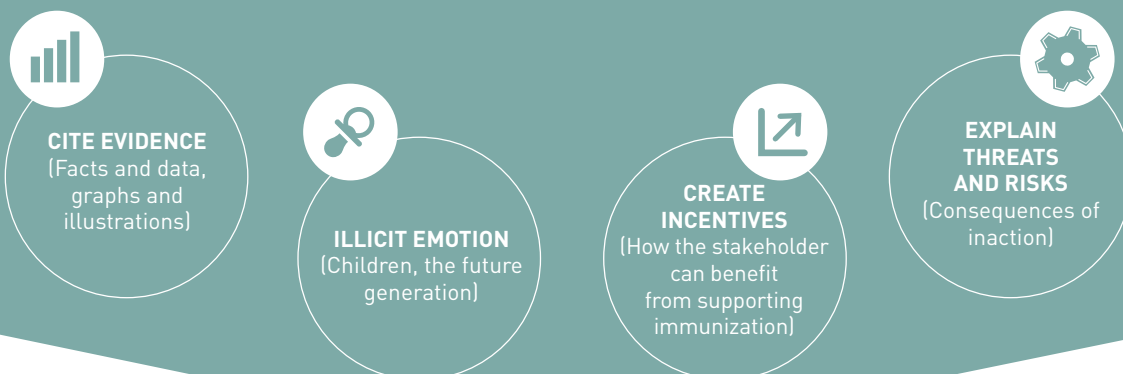 CITE EVIDENCE
(Facts and data,
graphs and
illustrations)
ILLICIT EMOTION
(Children, the future
generation)
CREATE
INCENTIVES
(How the stakeholder
can benefit
from supporting
immunization)
EXPLAIN
THREATS
AND RISKS
(Consequences of
inaction)